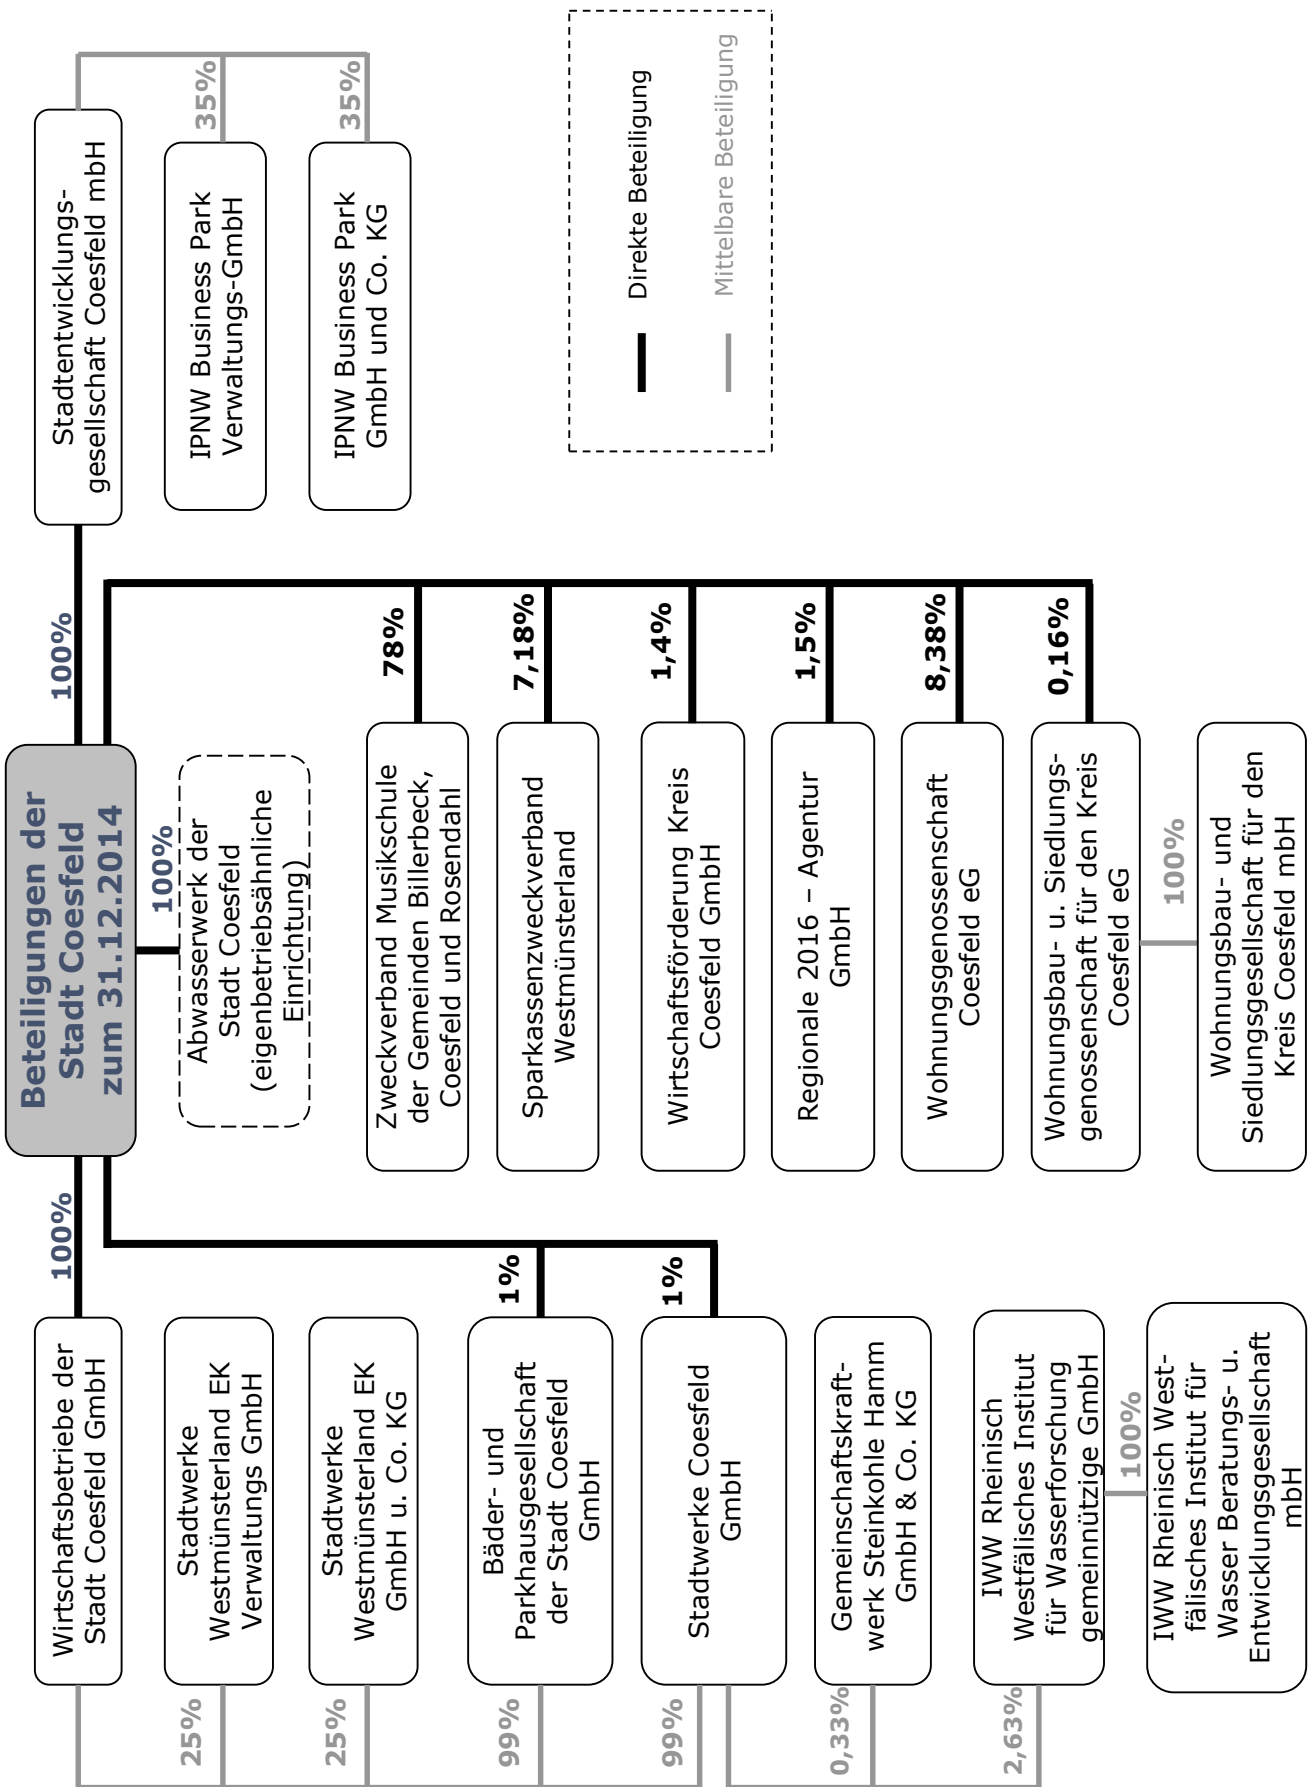 Beteiligungen der
Stadt Coesfeld
zum 31.12.2014
100%
Wirtschaftsbetriebe der
Stadt Coesfeld GmbH
25%
Stadtwerke
Westmünsterland EK
Verwaltungs GmbH
25%
Stadtwerke
Westmünsterland EK
GmbH u. Co. KG
99%
Bäder- und
Parkhausgesellschaft
der Stadt Coesfeld
GmbH
1%
99%
Stadtwerke Coesfeld
GmbH
1%
0,33%
Gemeinschaftskraft-
werk Steinkohle Hamm
GmbH & Co. KG
2,63%
IWW Rheinisch
Westfälisches Institut
für Wasserforschung
gemeinnützige GmbH
100%
IWW Rheinisch West-
fälisches Institut für
Wasser Beratungs- u.
Entwicklungsgesellschaft
mbH
100%
Abwasserwerk der
Stadt Coesfeld
(eigenbetriebsähnliche
Einrichtung)
Zweckverband Musikschule
der Gemeinden Billerbeck,
Coesfeld und Rosendahl
78%
Sparkassenzweckverband
Westmünsterland
7,18%
Wirtschaftsförderung Kreis
Coesfeld GmbH
1,4%
Regionale 2016 – Agentur
GmbH
1,5%
Wohnungsgenossenschaft
Coesfeld eG
8,38%
Wohnungsbau- u. Siedlungs-
genossenschaft für den Kreis
Coesfeld eG
0,16%
100%
Wohnungsbau- und
Siedlungsgesellschaft für den
Kreis Coesfeld mbH
100%
Stadtentwicklungs-
gesellschaft Coesfeld mbH
IPNW Business Park
Verwaltungs-GmbH
35%
IPNW Business Park
GmbH und Co. KG
35%
Direkte Beteiligung
Mittelbare Beteiligung